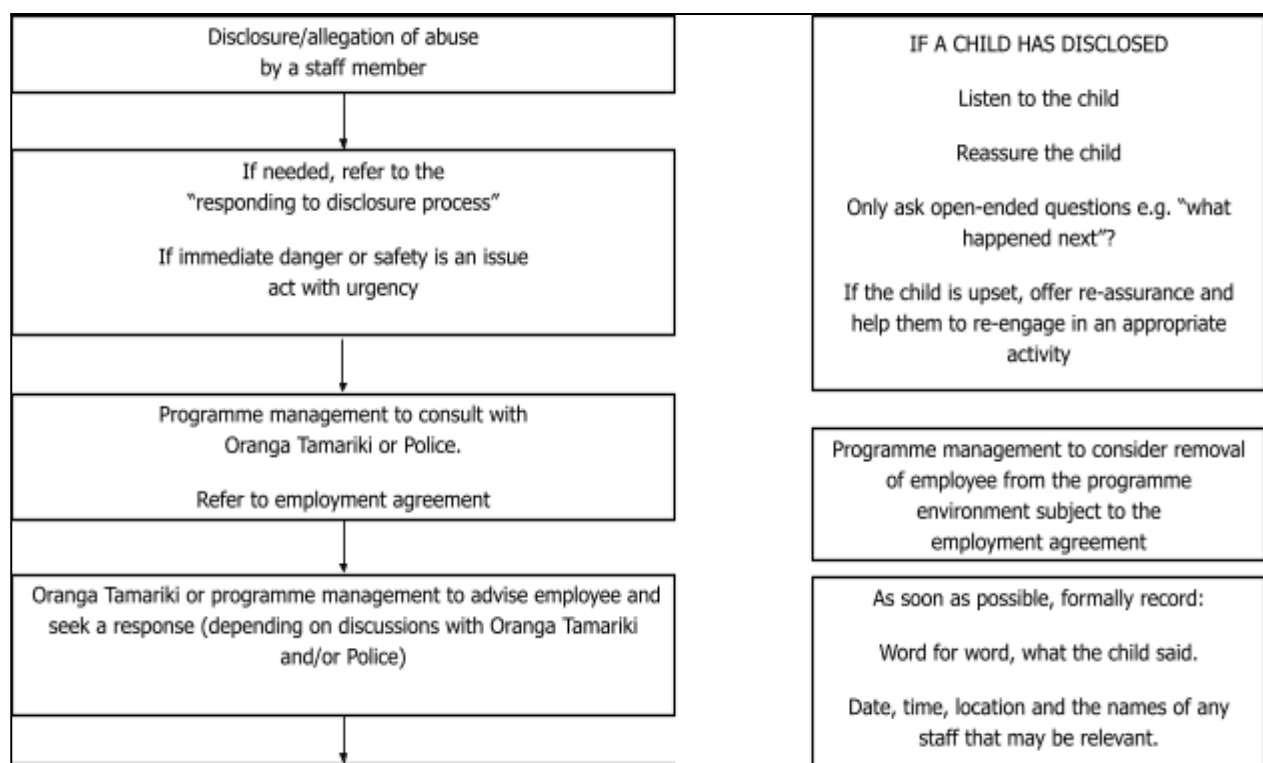 Disclosure/allegation of abuse
by a staff member
If needed, refer to the
“responding to disclosure process”
If immediate danger or safety is an issue
act with urgency
Programme management to consult with
Oranga Tamariki or Police.
Refer to employment agreement
Oranga Tamariki or programme management to advise employee and
seek a response (depending on discussions with Oranga Tamariki
and/or Police)
IF A CHILD HAS DISCLOSED
Listen to the child
Reassure the child
Only ask open-ended questions e.g. “what
happened next”?
If the child is upset, offer re-assurance and
help them to re-engage in an appropriate
activity
Programme management to consider removal
of employee from the programme
environment subject to the
employment agreement
As soon as possible, formally record:
Word for word, what the child said.
Date, time, location and the names of any
staff that may be relevant.